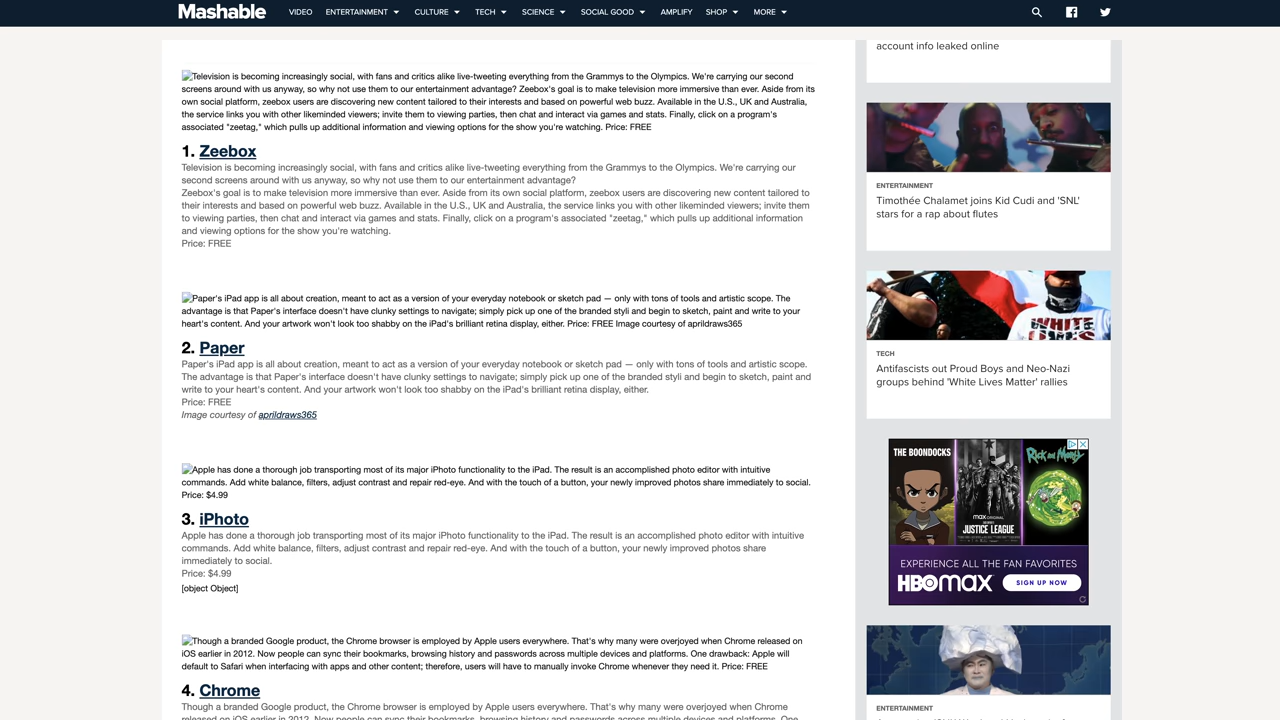 Mashable
VIDEO ENTERTAINMENT CULTURE TECH SCIENCE SOCIAL GOOD AMPLIFY SHOP MORE
Television is becoming increasingly social, with fans and critics alike live-tweeting everything from the Grammys to the Olympics. We're carrying our second
screens around with us anyway, so why not use them to our entertainment advantage? Zeebox's goal is to make television more immersive than ever. Aside from its
own social platform, zeebox users are discovering new content tailored to their interests and based on powerful web buzz. Available in the U.S., UK and Australia,
the service links you with other likeminded viewers; invite them to viewing parties, then chat and interact via games and stats. Finally, click on a program's
associated "zeetag," which pulls up additional information and viewing options for the show you're watching. Price: FREE
1. Zeebox
Television is becoming increasingly social, with fans and critics alike live-tweeting everything from the Grammys to the Olympics. We're carrying our
second screens around with us anyway, so why not use them to our entertainment advantage?
Zeebox's goal is to make television more immersive than ever. Aside from its own social platform, zeebox users are discovering new content tailored to
their interests and based on powerful web buzz. Available in the U.S., UK and Australia, the service links you with other likeminded viewers; invite them
to viewing parties, then chat and interact via games and stats. Finally, click on a program's associated "zeetag," which pulls up additional information
and viewing options for the show you're watching.
Price: FREE
Paper's iPad app is all about creation, meant to act as a version of your everyday notebook or sketch pad — only with tons of tools and artistic scope. The
advantage is that Paper's interface doesn't have clunky settings to navigate; simply pick up one of the branded styli and begin to sketch, paint and write to your
heart's content. And your artwork won't look too shabby on the iPad's brilliant retina display, either. Price: FREE Image courtesy of aprildraws365
2. Paper
Paper's iPad app is all about creation, meant to act as a version of your everyday notebook or sketch pad — only with tons of tools and artistic scope.
The advantage is that Paper's interface doesn't have clunky settings to navigate; simply pick up one of the branded styli and begin to sketch, paint and
write to your heart's content. And your artwork won't look too shabby on the iPad's brilliant retina display, either.
Price: FREE
Image courtesy of aprildraws365
Apple has done a thorough job transporting most of its major iPhoto functionality to the iPad. The result is an accomplished photo editor with intuitive
commands. Add white balance, filters, adjust contrast and repair red-eye. And with the touch of a button, your newly improved photos share immediately to social.
Price: $4.99
3. iPhoto
Apple has done a thorough job transporting most of its major iPhoto functionality to the iPad. The result is an accomplished photo editor with intuitive
commands. Add white balance, filters, adjust contrast and repair red-eye. And with the touch of a button, your newly improved photos share
immediately to social.
Price: $4.99
[object Object]
Though a branded Google product, the Chrome browser is employed by Apple users everywhere. That's why many were overjoyed when Chrome released on
iOS earlier in 2012. Now people can sync their bookmarks, browsing history and passwords across multiple devices and platforms. One drawback: Apple will
default to Safari when interfacing with apps and other content; therefore, users will have to manually invoke Chrome whenever they need it. Price: FREE
4. Chrome
Though a branded Google product, the Chrome browser is employed by Apple users everywhere. That's why many were overjoyed when Chrome
released on iOS earlier in 2012. Now people can sync their bookmarks, browsing history and passwords across multiple devices and platforms. One
account info leaked online
ENTERTAINMENT
Timothée Chalamet joins Kid Cudi and 'SNL'
stars for a rap about flutes
WHITE
LIVES
TECH
Antifascists out Proud Boys and Neo-Nazi
groups behind 'White Lives Matter' rallies
THE BOONDOCKS
max ORIGINAL
JUSTICE LEAGUE
Rick and Morty
EXPERIENCE ALL THE FAN FAVORITES
HBOmax
SIGN UP NOW
ENTERTAINMENT